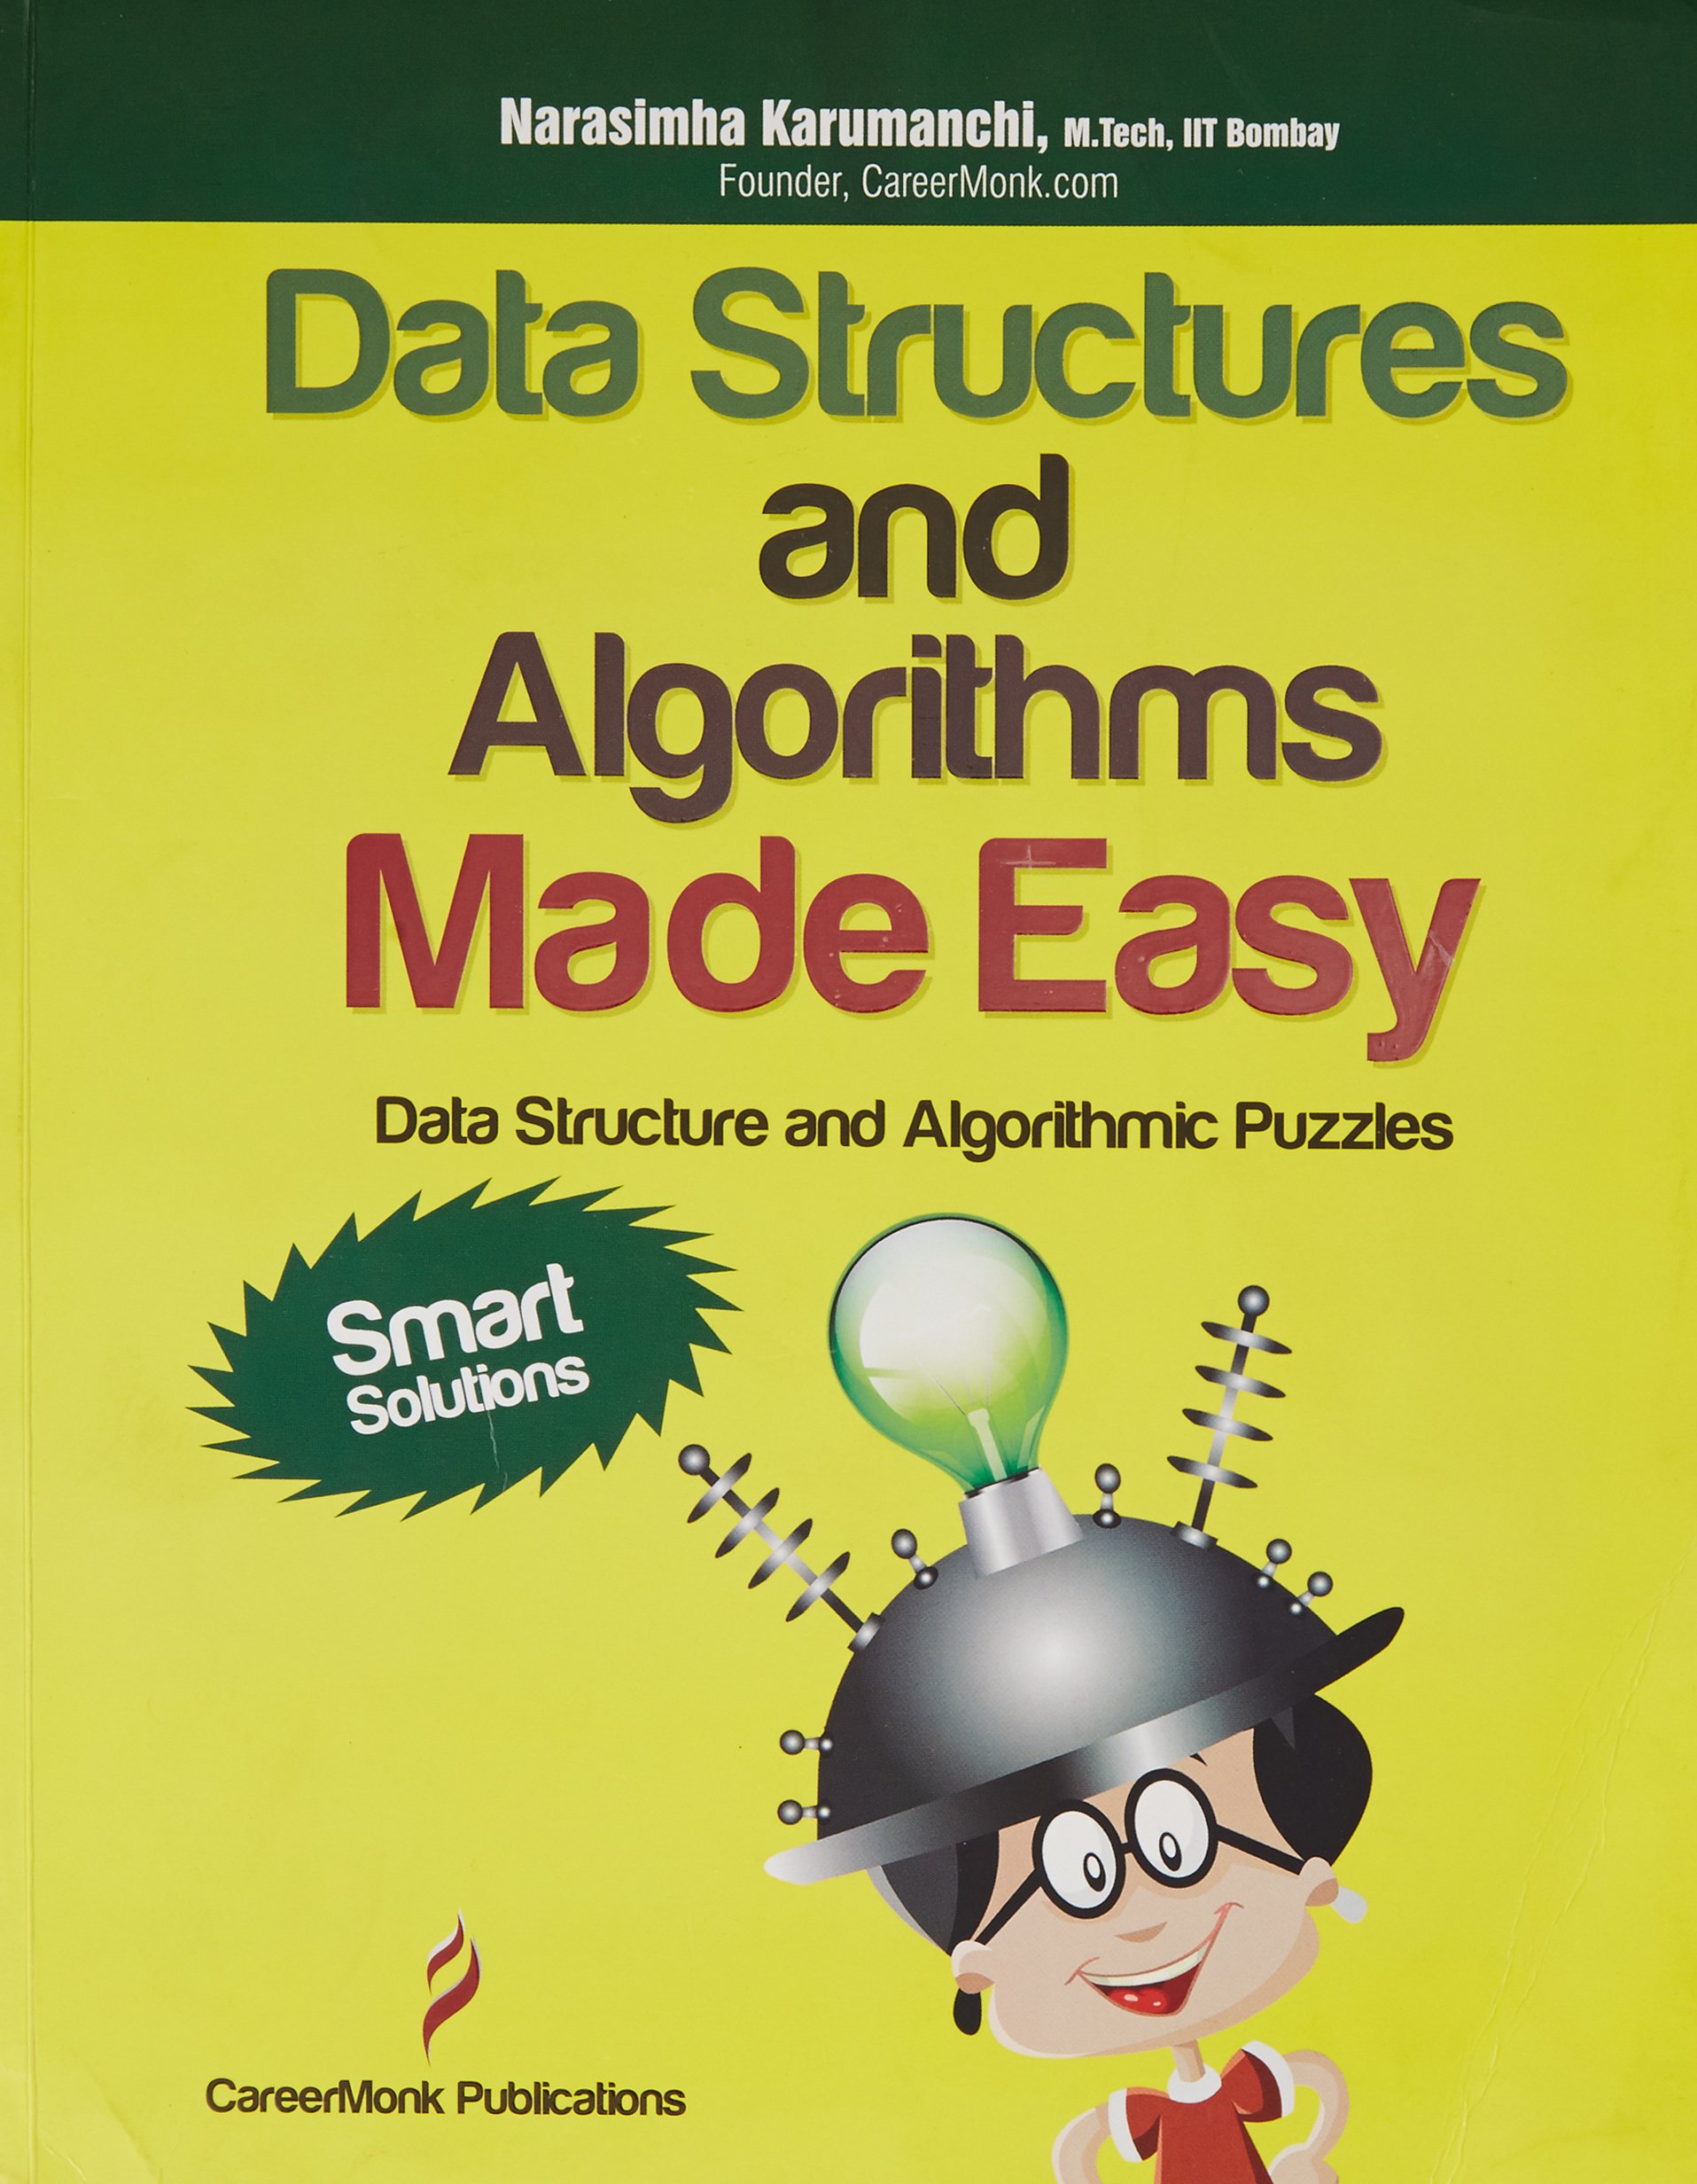 Narasimha Karumanchi, M.Tech, IIT Bombay
Founder, CareerMonk.com
Data Structures
and
Algorithms
Made Easy
Data Structure and Algorithmic Puzzles
Smart
Solutions
CareerMonk Publications